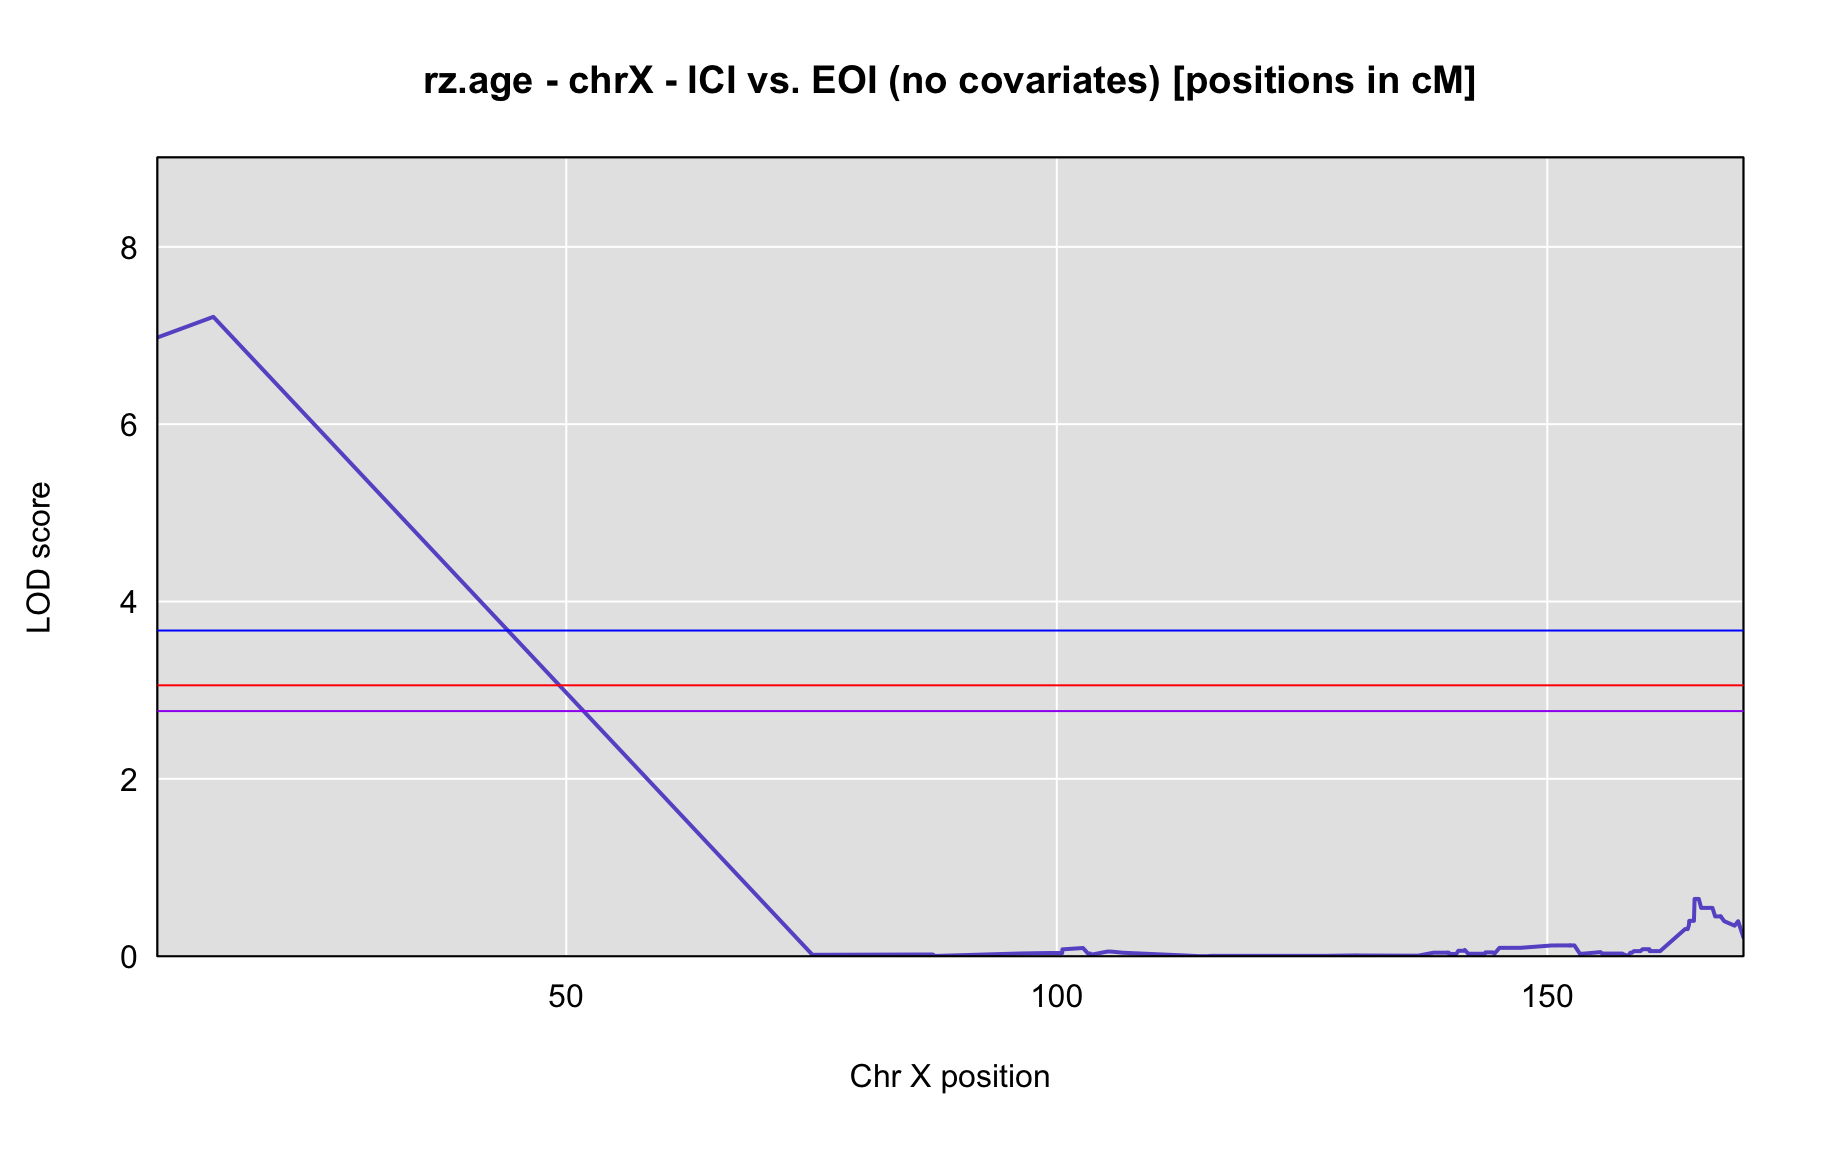 rz.age - chrX - ICI vs. EOI (no covariates) [positions in cM]
8
6
4
2
0
LOD score
50 100 150
Chr X position